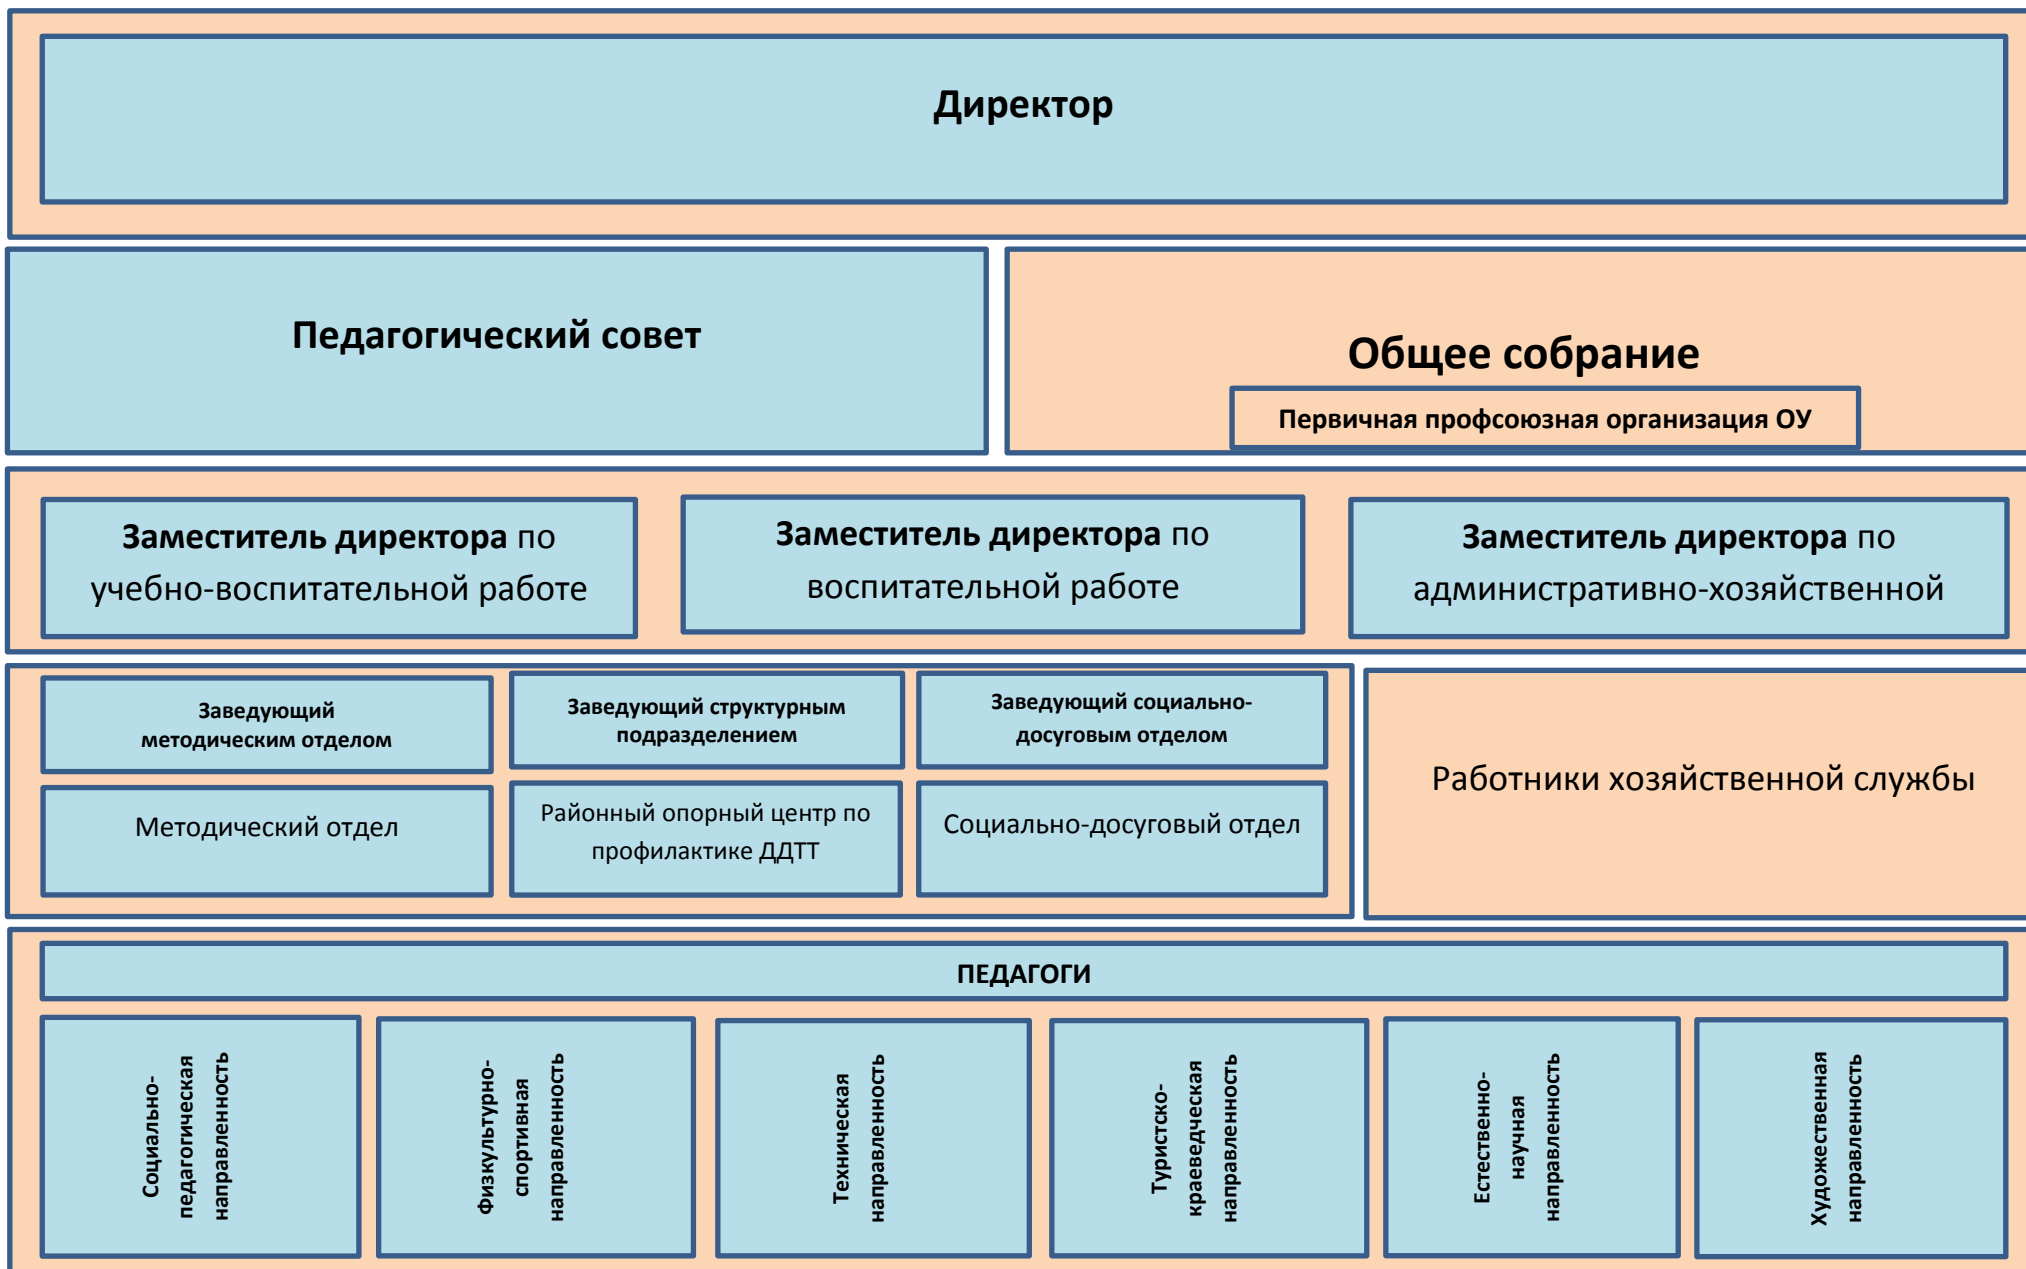 Директор
Педагогический совет
Общее собрание
Первичная профсоюзная организация ОУ
Заместитель директора по
учебно-воспитательной работе
Заместитель директора по
воспитательной работе
Заместитель директора по
административно-хозяйственной
Заведующий
методическим отделом
Заведующий структурным
подразделением
Заведующий социально-
досуговым отделом
Методический отдел
Районный опорный центр по
профилактике ДДТТ
Социально-досуговый отдел
Работники хозяйственной службы
ПЕДАГОГИ
Социально-
педагогическая
направленность
Физкультурно-
спортивная
направленность
Техническая
направленность
Туристско-
краеведческая
направленность
Естественно-
научная
направленность
Художественная
направленность